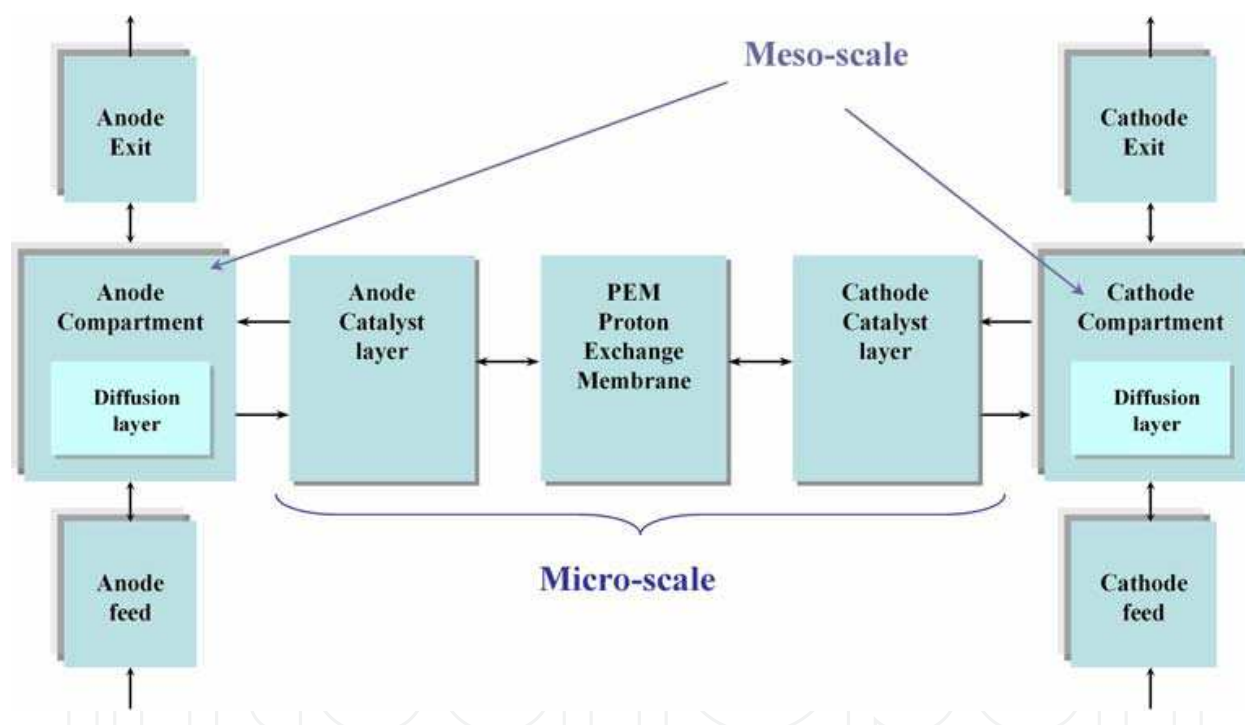 Meso-scale
Anode
Exit
Cathode
Exit
Anode
Compartment
Diffusion
layer
Anode
Catalyst
layer
PEM
Proton
Exchange
Membrane
Cathode
Catalyst
layer
Cathode
Compartment
Diffusion
layer
Micro-scale
Anode
feed
Cathode
feed